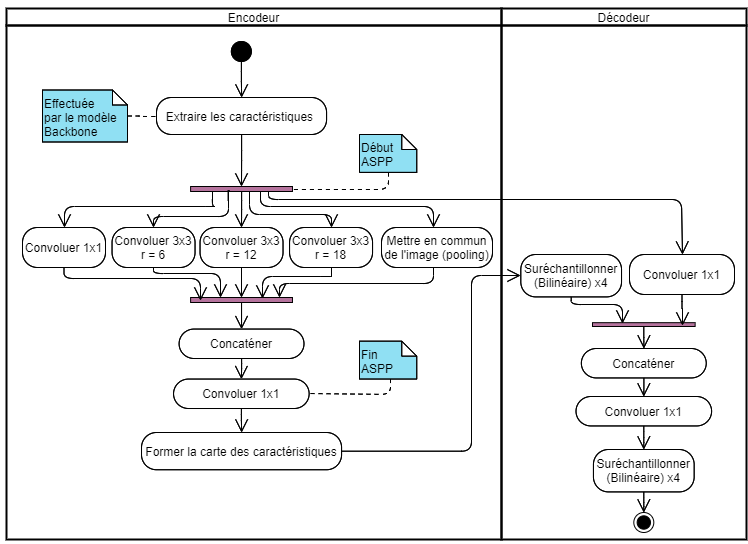 Encodeur
Décodeur
Effectuée
par le modèle
Backbone
Extraire les caractéristiques
Début
ASPP
Convoluer 1x1
Convoluer 3x3
r = 6
Convoluer 3x3
r = 12
Convoluer 3x3
r = 18
Mettre en commun
de l'image (pooling)
Suréchantillonner
(Bilinéaire) x4
Convoluer 1x1
Concaténer
Fin
ASPP
Convoluer 1x1
Former la carte des caractéristiques
Concaténer
Convoluer 1x1
Suréchantillonner
(Bilinéaire) x4